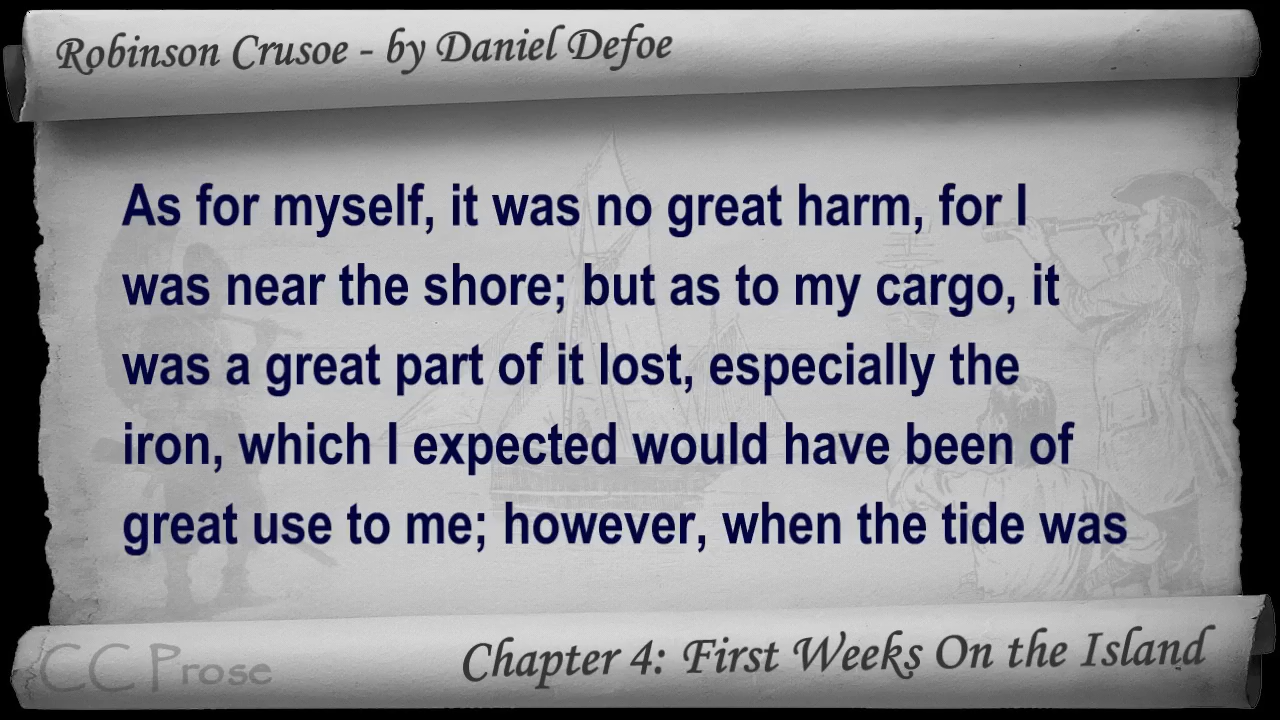 Robinson Crusoe - by Daniel Defoe
As for myself, it was no great harm, for I
was near the shore; but as to my cargo, it
was a great part of it lost, especially the
iron, which I expected would have been of
great use to me; however, when the tide was
CC Prose
Chapter 4: First Weeks On the Island